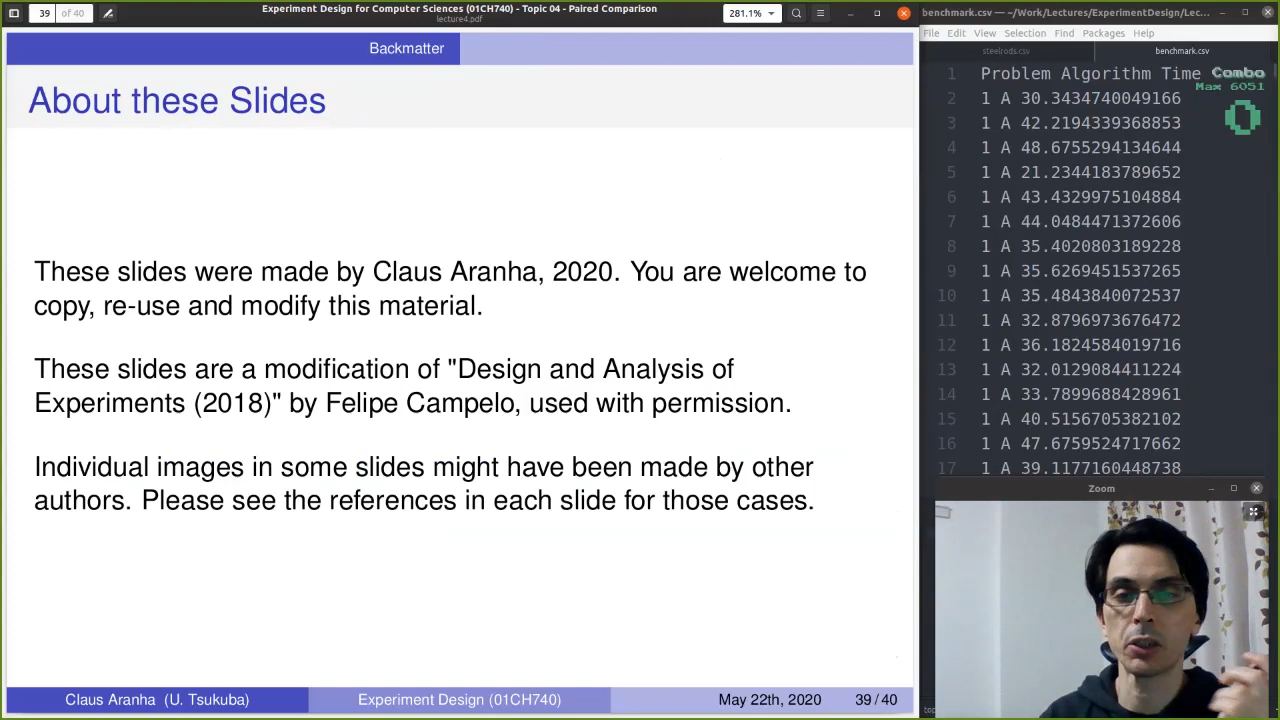 39 of 40
Experiment Design for Computer Sciences (01CH740) - Topic 04 - Paired Comparison
lecture4.pdf
281.1%
Backmatter
About these Slides
These slides were made by Claus Aranha, 2020. You are welcome to
copy, re-use and modify this material.
These slides are a modification of "Design and Analysis of
Experiments (2018)" by Felipe Campelo, used with permission.
Individual images in some slides might have been made by other
authors. Please see the references in each slide for those cases.
Claus Aranha (U. Tsukuba) Experiment Design (01CH740) May 22th, 2020 39 / 40
benchmark.csv — ~/Work/Lectures/ExperimentDesign/Lec...
File Edit View Selection Find Packages Help
steelrods.csv benchmark.csv
1 Problem Algorithm Time
Combo
Max 6051
0
2 1 A 30.3434740049166
3 1 A 42.2194339368853
4 1 A 48.6755294134644
5 1 A 21.2344183789652
6 1 A 43.4329975104884
7 1 A 44.0484471372606
8 1 A 35.4020803189228
9 1 A 35.6269451537265
10 1 A 35.4843840072537
11 1 A 32.8796973676472
12 1 A 36.1824584019716
13 1 A 32.0129084411224
14 1 A 33.7899688428961
15 1 A 40.5156705382102
16 1 A 47.6759524717662
17 1 A 39.1177160448738
Zoom